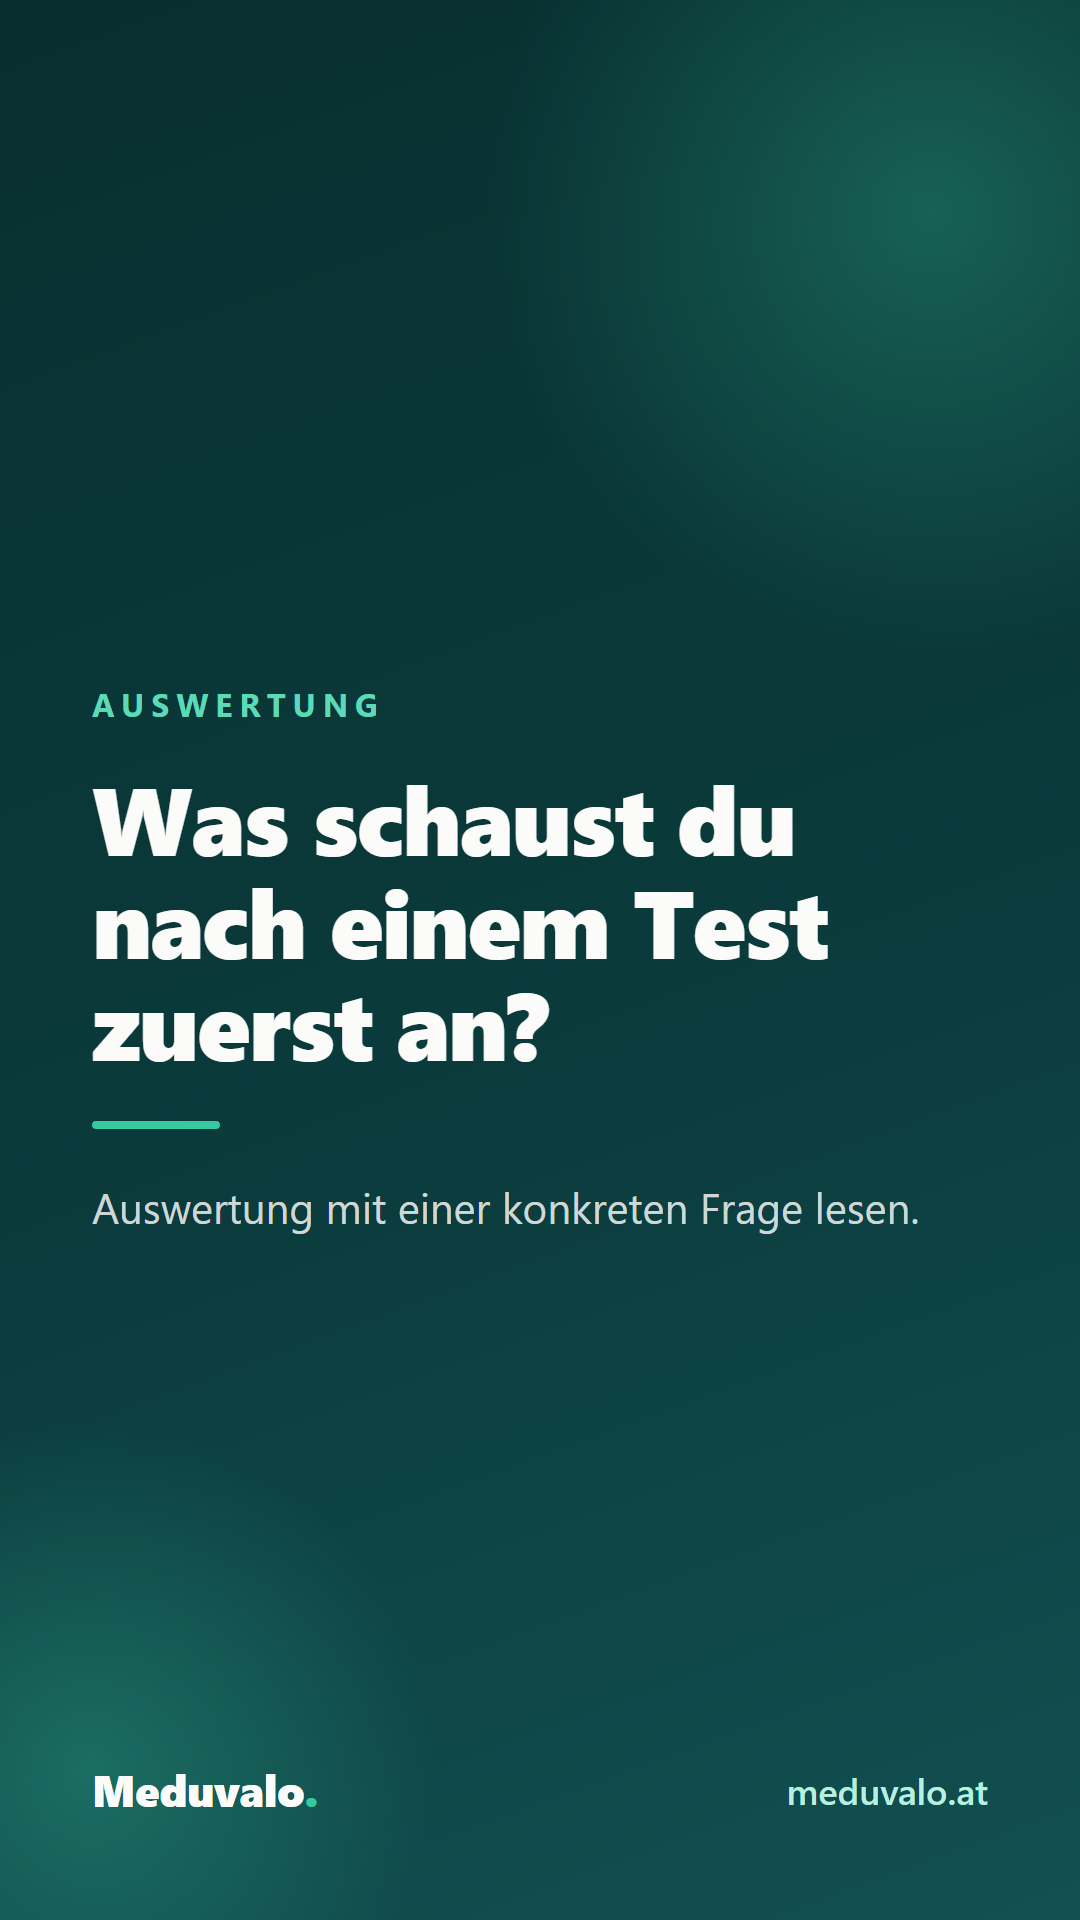 AUSWERTUNG
Was schaust du
nach einem Test
zuerst an?
Auswertung mit einer konkreten Frage lesen.
Meduvalo.
meduvalo.at